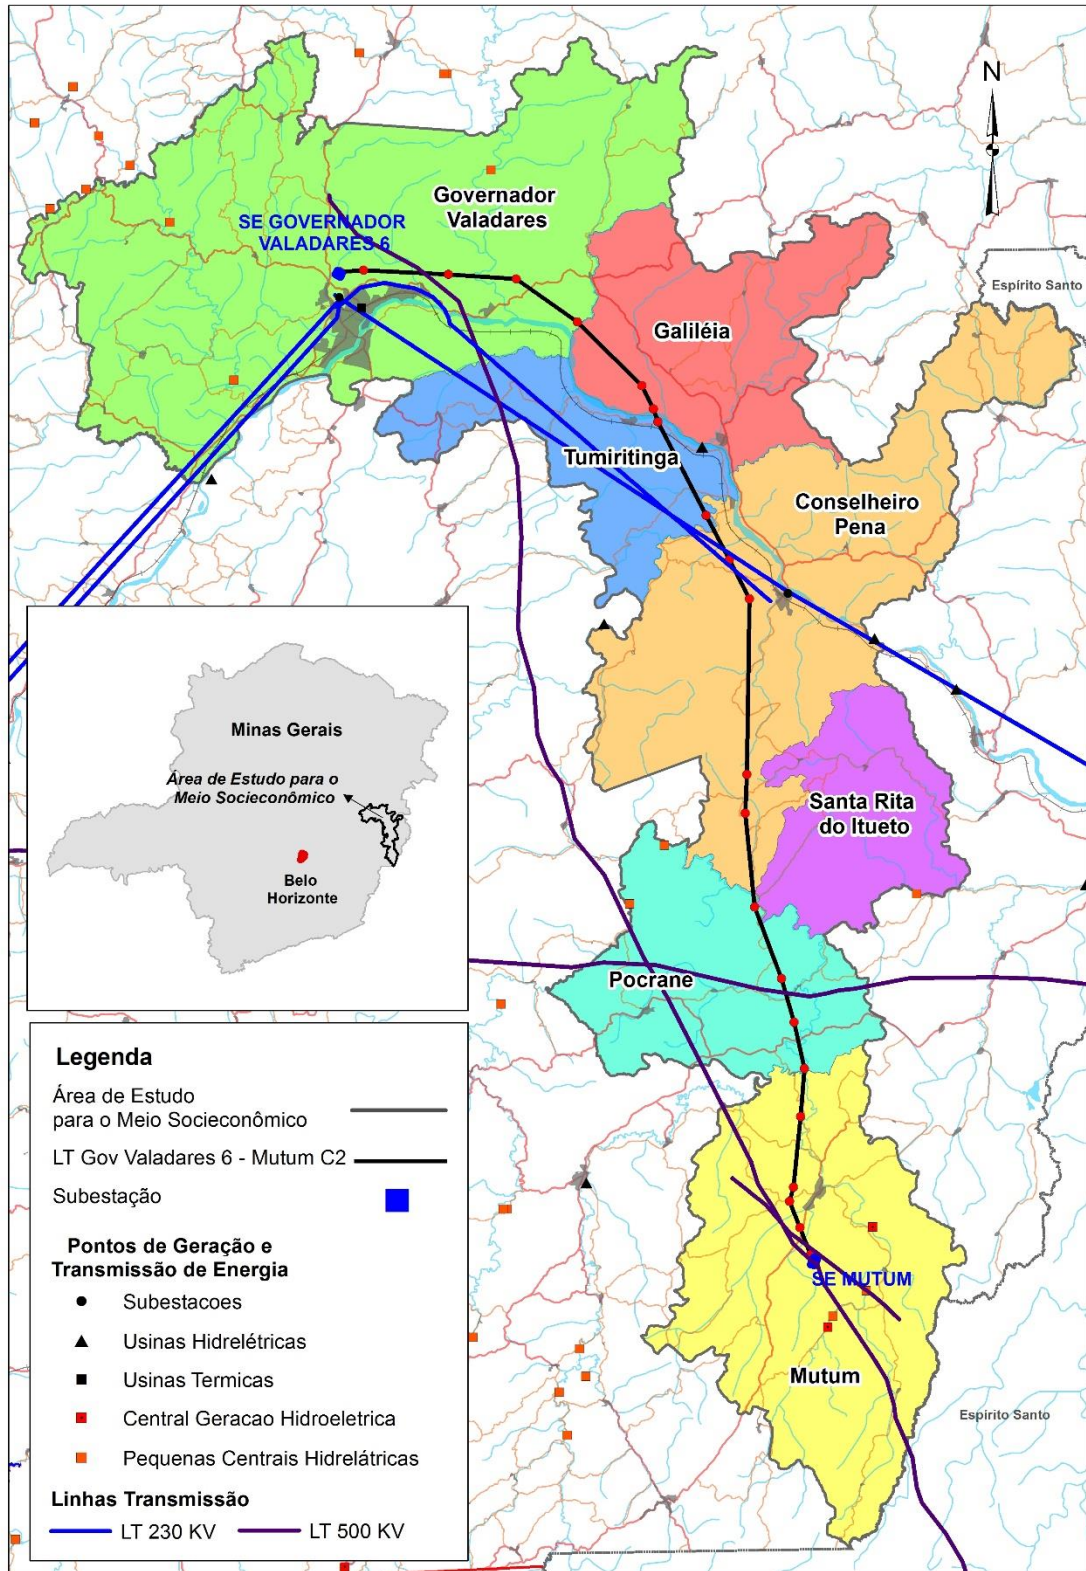 N
Governador
Valadares
SE GOVERNADOR
VALADARES 6
Espírito Santo
Galiléia
Tumiritinga
Conselheiro
Pena
Minas Gerais
Área de Estudo para o
Meio Socieconômico
Belo
Horizonte
Santa Rita
do Itueto
Pocrane
SE MUTUM
Mutum
Espírito Santo
Legenda
Área de Estudo
para o Meio Socieconômico
LT Gov Valadares 6 - Mutum C2
Subestação
Pontos de Geração e
Transmissão de Energia
Subestacoes
Usinas Hidrelétricas
Usinas Termicas
Central Geracao Hidroeletrica
Pequenas Centrais Hidrelátricas
Linhas Transmissão
LT 230 KV LT 500 KV